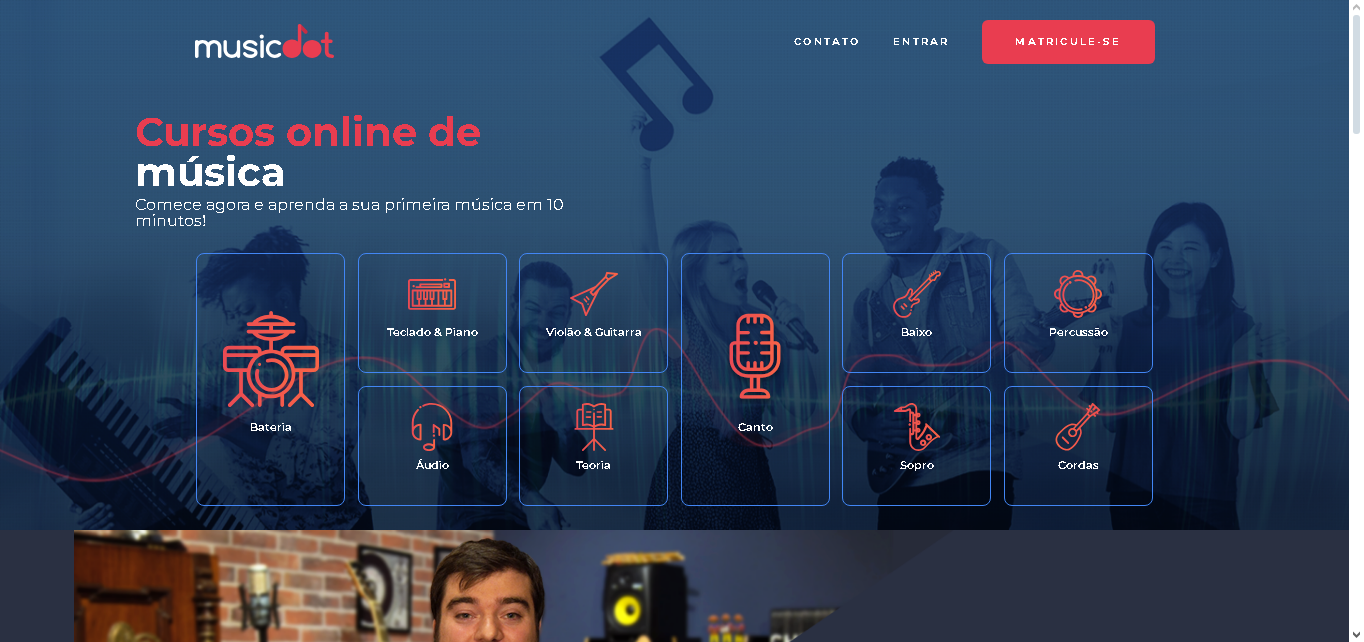 musicdot
CONTATO
ENTRAR
MATRICULE-SE
Cursos online de
música
Comece agora e aprenda a sua primeira música em 10
minutos!
Bateria
Teclado & Piano
Violão & Guitarra
Canto
Baixo
Percussão
Áudio
Teoria
Sopro
Cordas